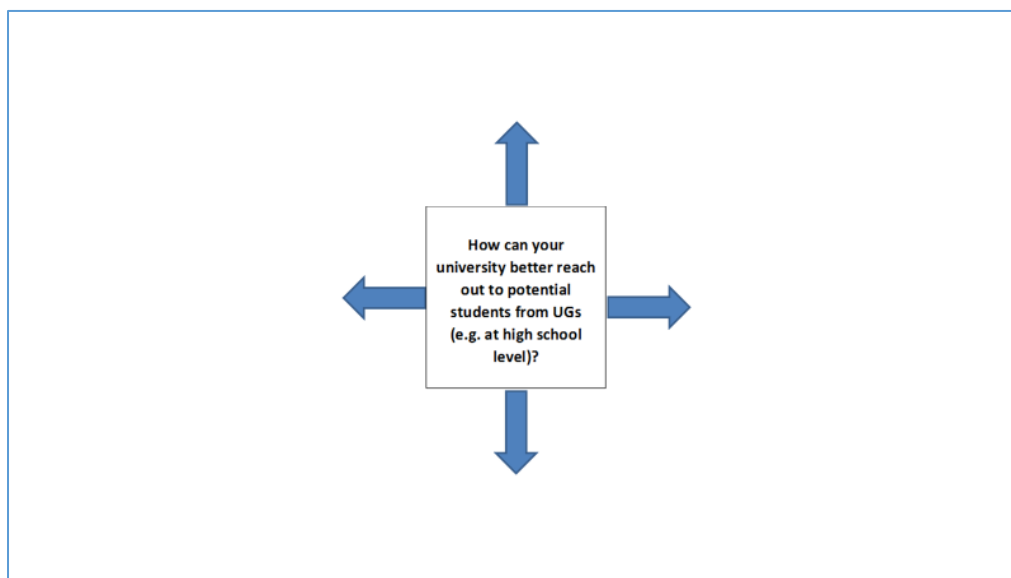 How can your
university better reach
out to potential
students from UGs
(e.g. at high school
level)?